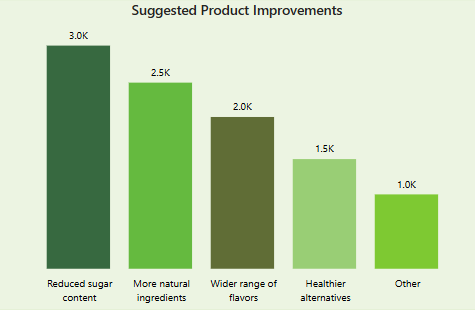 Suggested Product Improvements
3.0K
2.5K
2.0K
1.5K
1.0K
Reduced sugar content
More natural ingredients
Wider range of flavors
Healthier alternatives
Other